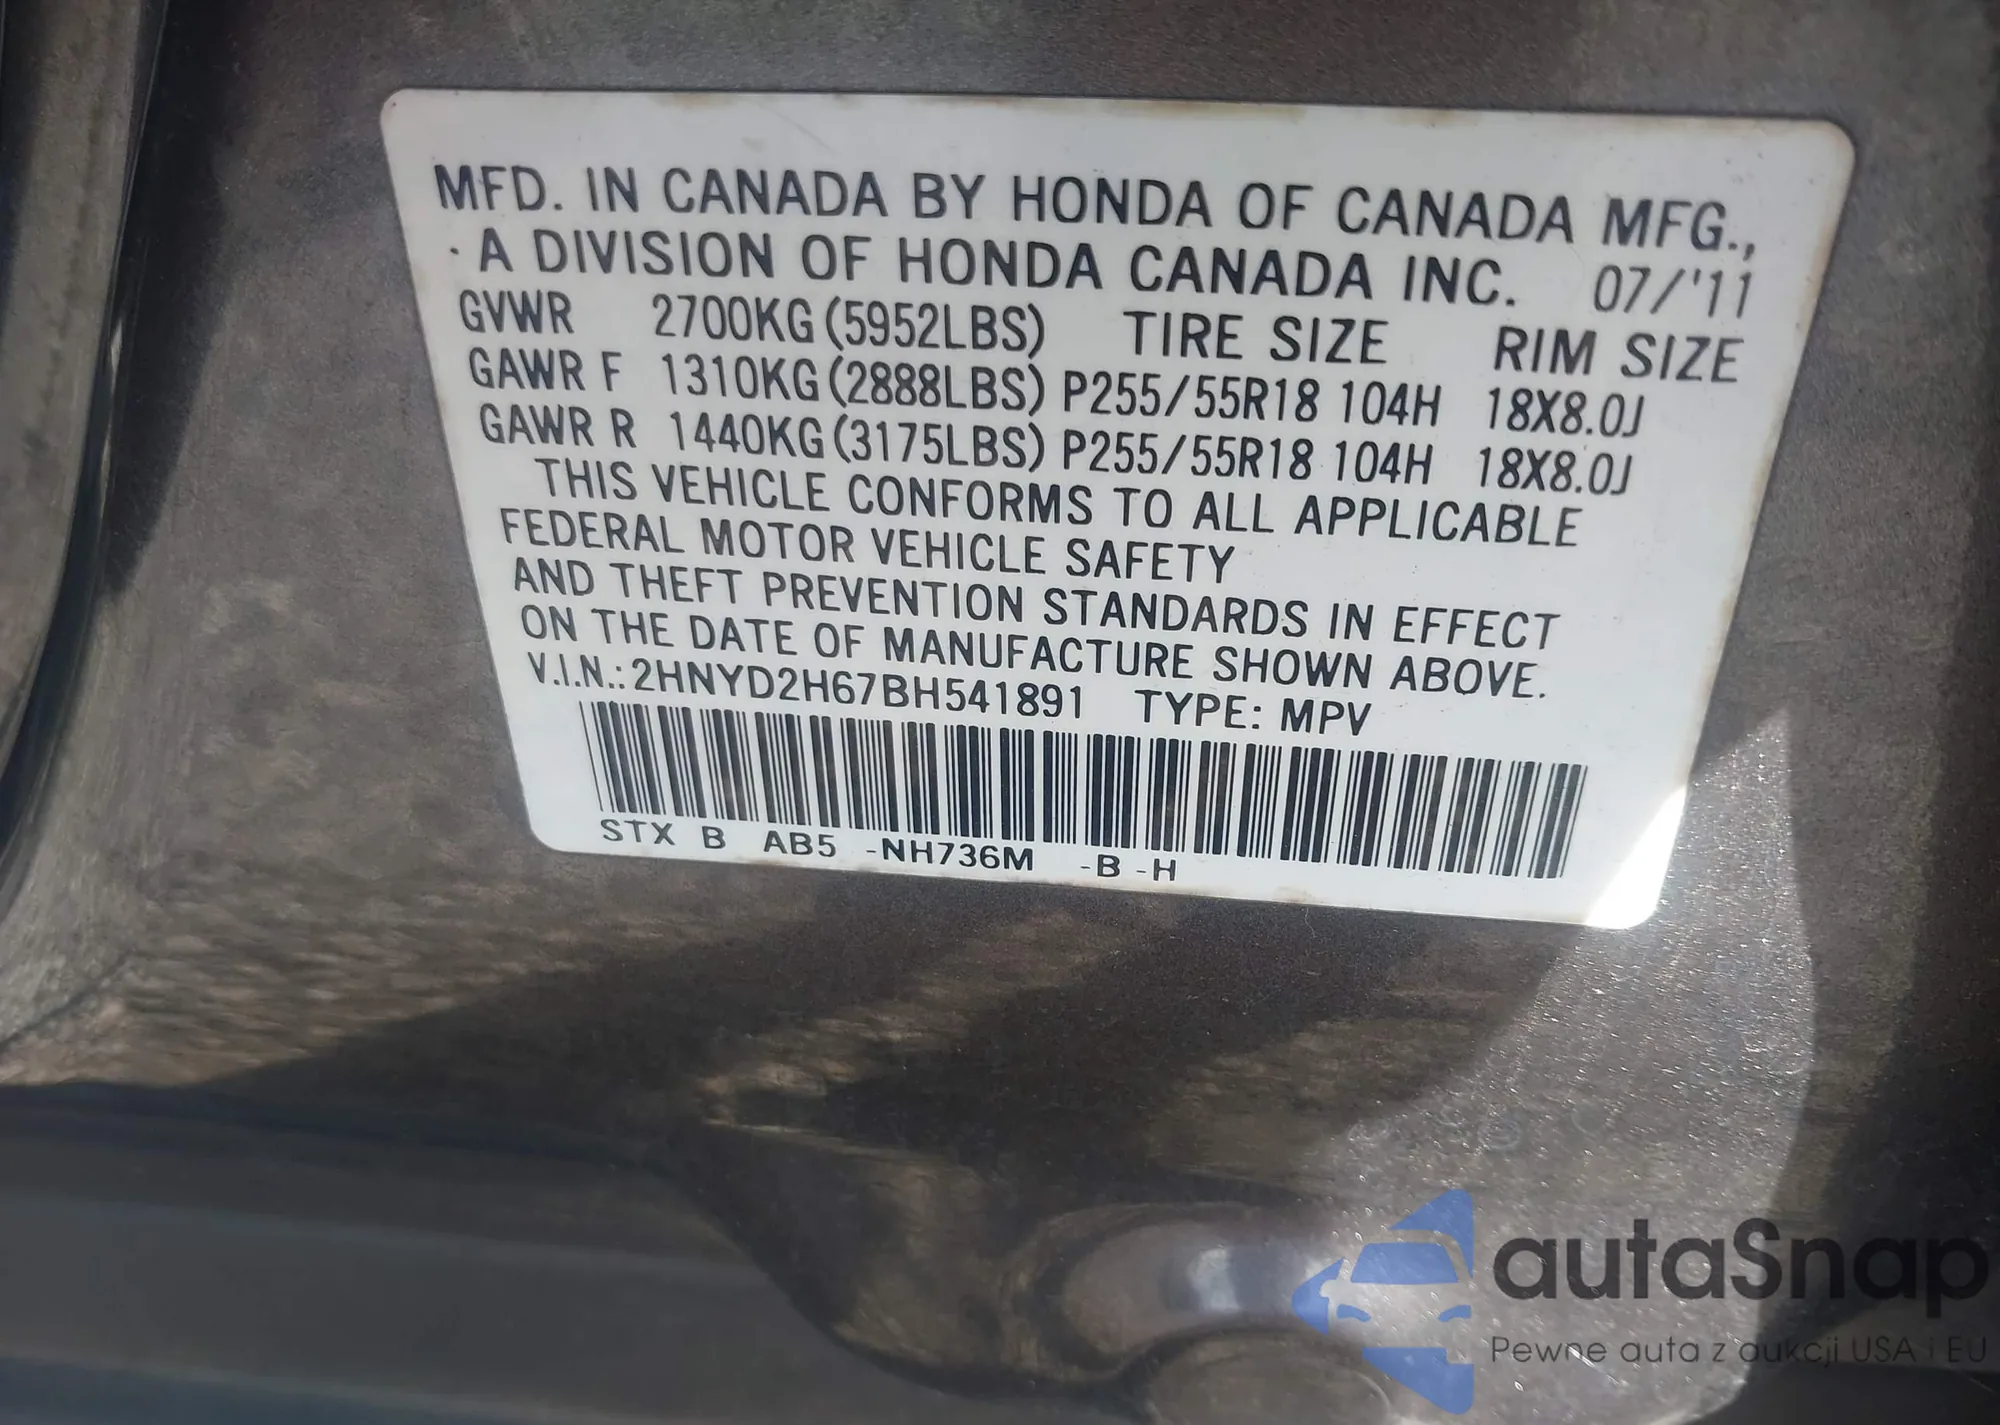 MFD. IN CANADA BY HONDA OF CANADA MFG.,
A DIVISION OF HONDA CANADA INC. 07/'11
GVWR 2700KG (5952LBS) TIRE SIZE RIM SIZE
GAWR F 1310KG (2888LBS) P255/55R18 104H 18X8.0J
GAWR R 1440KG (3175LBS) P255/55R18 104H 18X8.0J
THIS VEHICLE CONFORMS TO ALL APPLICABLE
FEDERAL MOTOR VEHICLE SAFETY
AND THEFT PREVENTION STANDARDS IN EFFECT
ON THE DATE OF MANUFACTURE SHOWN ABOVE.
V.I.N.: 2HNYD2H67BH541891 TYPE: MPV
STX B AB5 -NH736M -B -H
autaSnap
Pewne auta z aukcji USA i EU